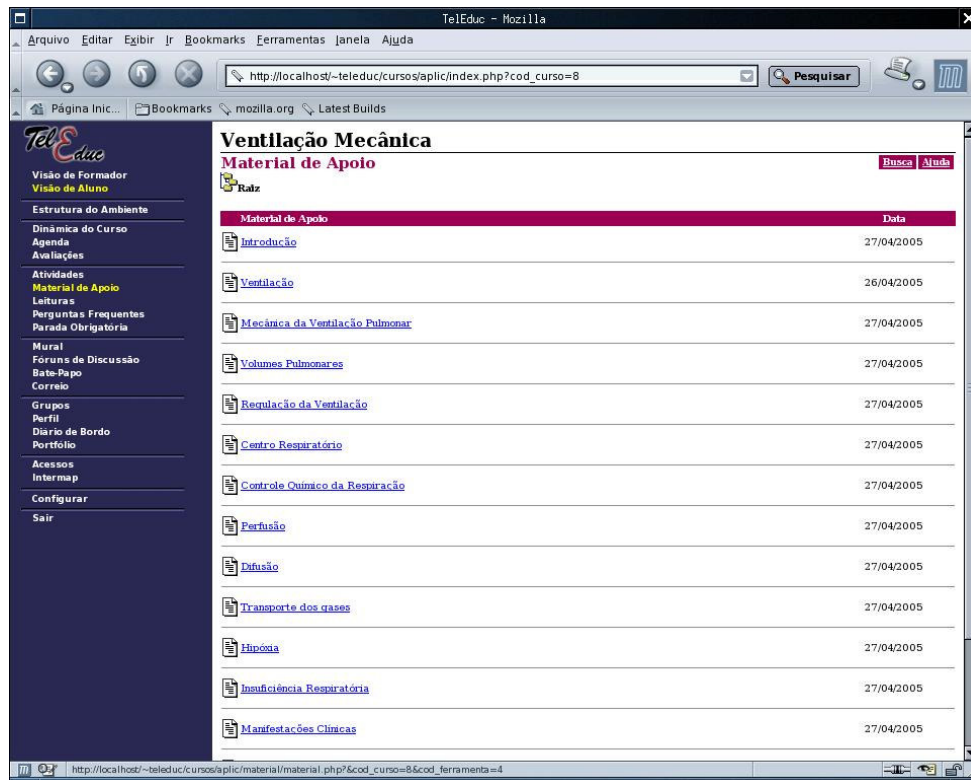 TelEduc - Mozilla
Arquivo Editar Exibir Ir Bookmarks Ferramentas Janela Ajuda
http://localhost/~teleduc/cursos/aplic/index.php?cod_curso=8
Pesquisar
Página Inic... Bookmarks mozilla.org Latest Builds
TelEduc
Visão de Formador
Visão de Aluno
Estrutura do Ambiente
Dinâmica do Curso
Agenda
Avaliações
Atividades
Material de Apoio
Leituras
Perguntas Frequentes
Parada Obrigatória
Mural
Fóruns de Discussão
Bate-Papo
Correio
Grupos
Perfil
Diário de Bordo
Portfólio
Acessos
Intermap
Configurar
Sair
Ventilação Mecânica
Material de Apoio
Busca Ajuda
Raiz
Material de Apoio Data
Introdução 27/04/2005
Ventilação 26/04/2005
Mecânica da Ventilação Pulmonar 27/04/2005
Volumes Pulmonares 27/04/2005
Regulação da Ventilação 27/04/2005
Centro Respiratório 27/04/2005
Controle Químico da Respiração 27/04/2005
Perfusão 27/04/2005
Difusão 27/04/2005
Transporte dos gases 27/04/2005
Hipóxia 27/04/2005
Insuficiência Respiratória 27/04/2005
Manifestações Clínicas 27/04/2005
http://localhost/~teleduc/cursos/aplic/material/material.php?&cod_curso=8&cod_ferramenta=4